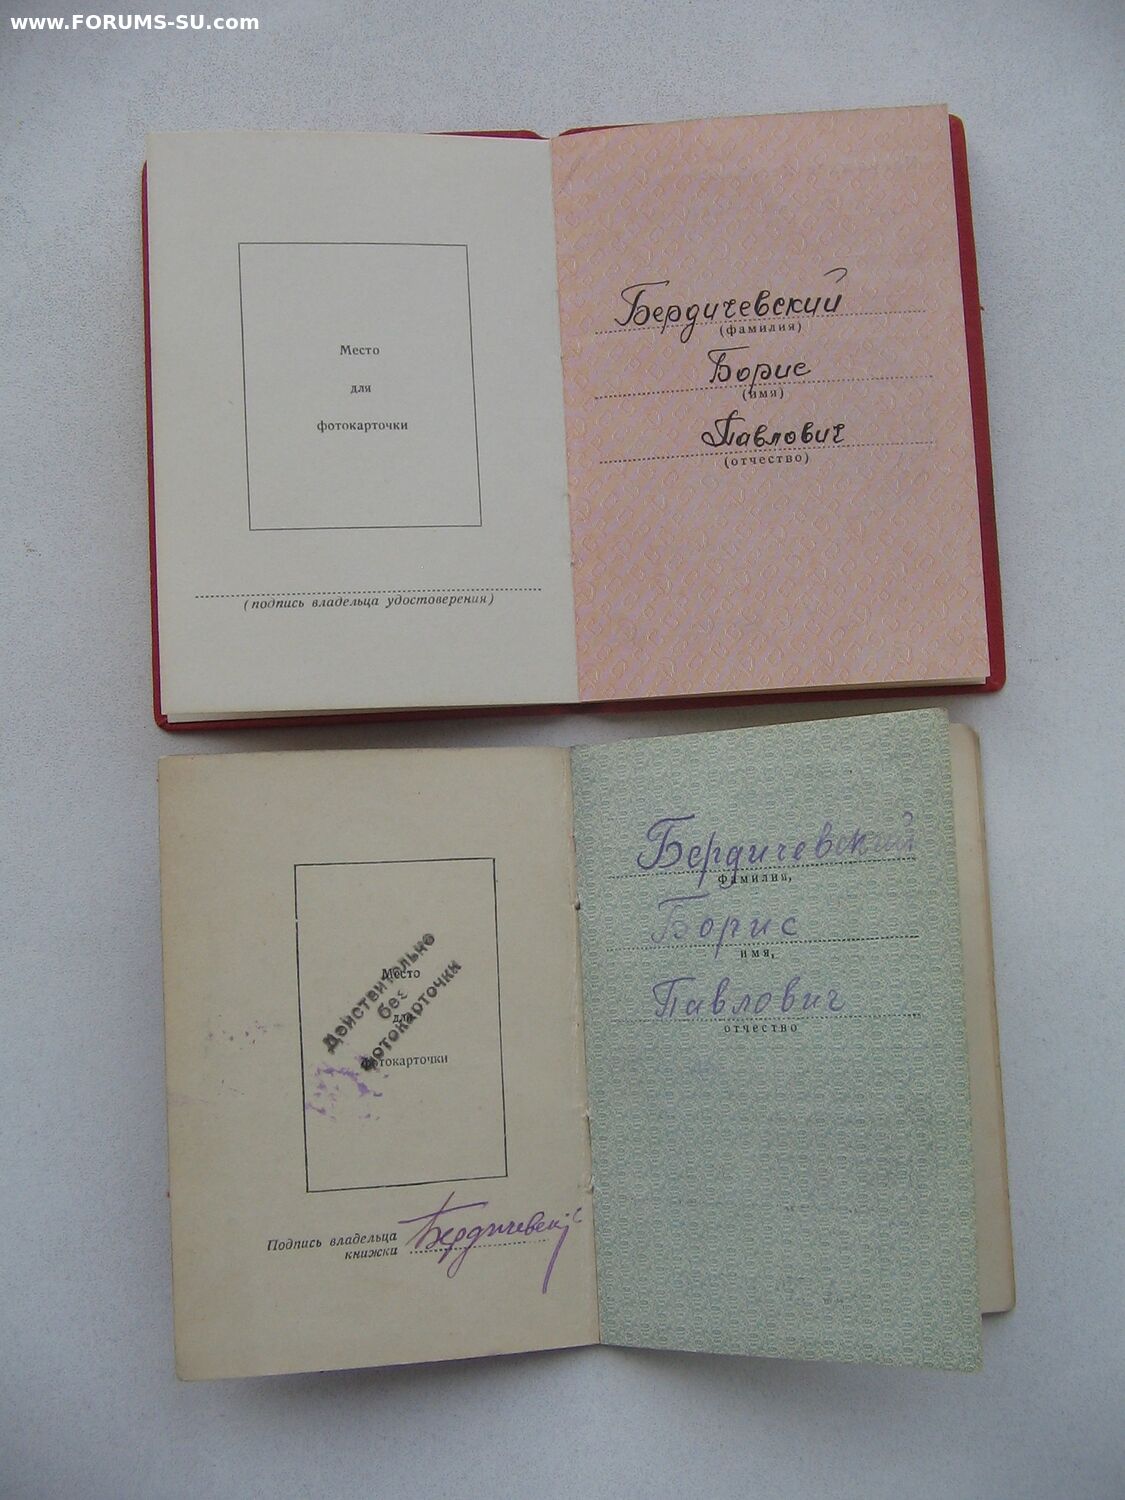 www.FORUMS-SU.com
Место
для
фотокарточки
(подпись владельца удостоверения)
Бердичевский
(фамилия)
Борис
(имя)
Павлович
(отчество)
Действительно
без
фотокарточки
Место
для
фотокарточки
Подпись владельца
книжки
Бердичевский
Бердичевский
фамилия,
Борис
имя,
Павлович
отчество